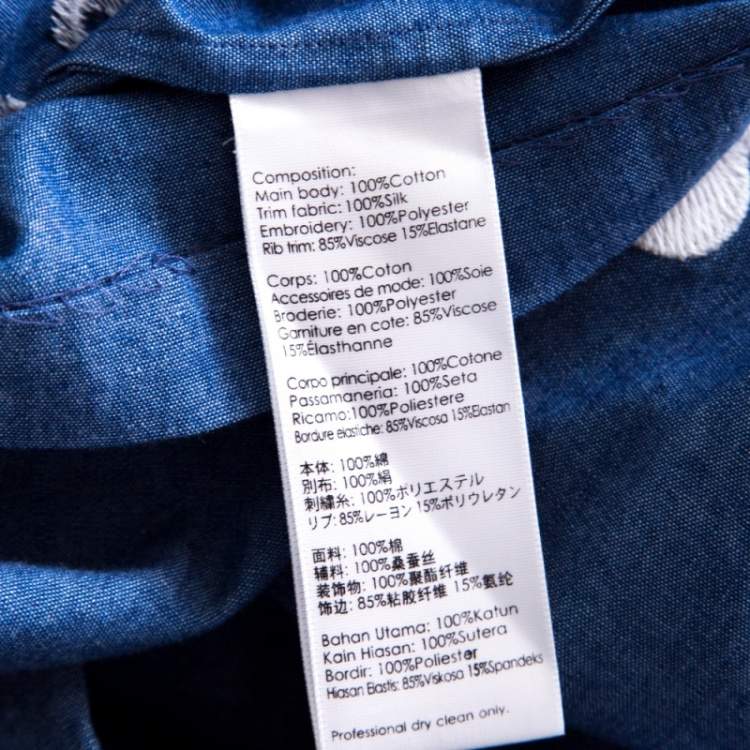 Composition:
Main body: 100%Cotton
Trim fabric: 100%Silk
Embroidery: 100%Polyester
Rib trim: 85%Viscose 15%Elastane
Corps: 100%Coton
Accessoires de mode: 100%Soie
Broderie: 100%Polyester
Garniture en cote: 85%Viscose
15%Élasthanne
Corpo principale: 100%Cotone
Passamaneria: 100%Seta
Ricamo:100%Poliestere
Bordure elastiche: 85%Viscosa 15%Elastan
本体: 100%綿
別布: 100%絹
刺繍糸: 100%ポリエステル
リブ: 85%レーヨン 15%ポリウレタン
面料: 100%棉
辅料: 100%桑蚕丝
装饰物: 100%聚酯纤维
饰边: 85%粘胶纤维 15%氨纶
Bahan Utama: 100%Katun
Kain Hiasan: 100%Sutera
Bordir: 100%Poliester
Hiasan Elastis: 85%Viskosa 15%Spandeks
Professional dry clean only.